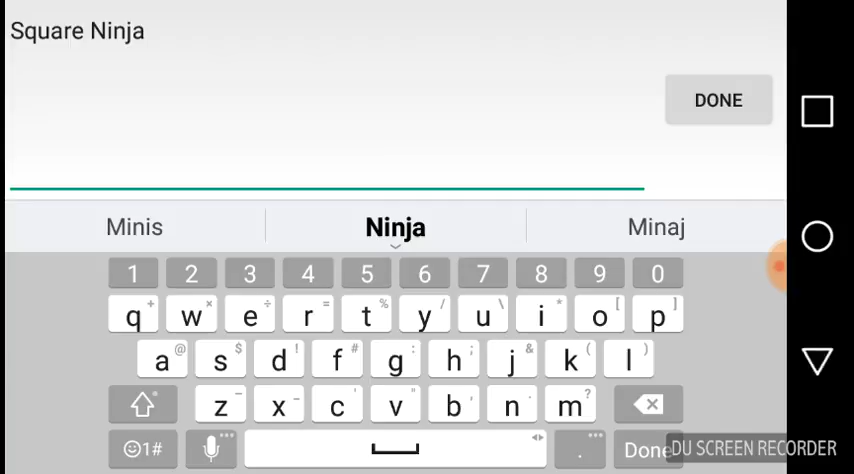 Square Ninja
DONE
Minis Ninja Minaj
1 2 3 4 5 6 7 8 9 0
q + w × e ÷ r = t % y / u \ i * o [ p ]
a @ s $ d ! f # g : h ; j & k ( l )
z _ x - c ' v " b , n . m ?
☺1# . Done
DU SCREEN RECORDER